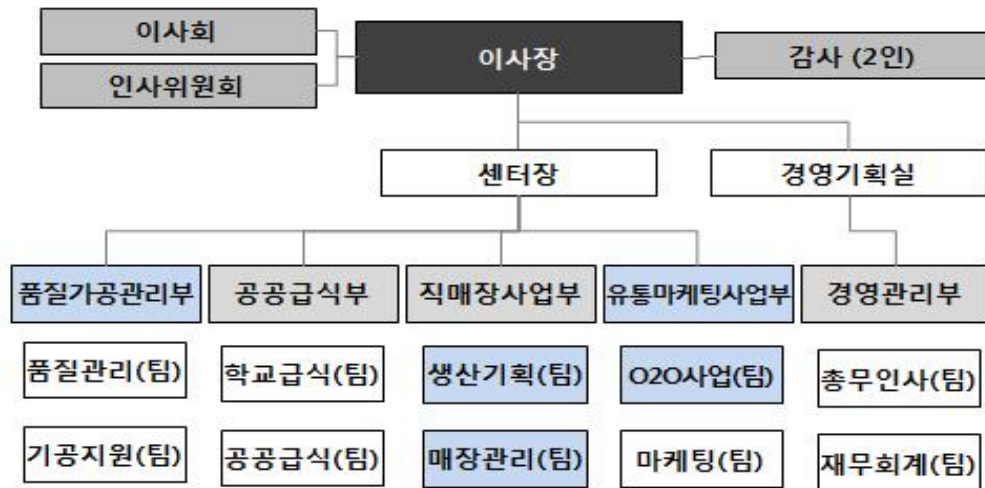 이사회
인사위원회
이사장
감사 (2인)
센터장
경영기획실
품질가공관리부
공공급식부
직매장사업부
유통마케팅사업부
경영관리부
품질관리(팀)
학교급식(팀)
생산기획(팀)
O2O사업(팀)
총무인사(팀)
기공지원(팀)
공공급식(팀)
매장관리(팀)
마케팅(팀)
재무회계(팀)